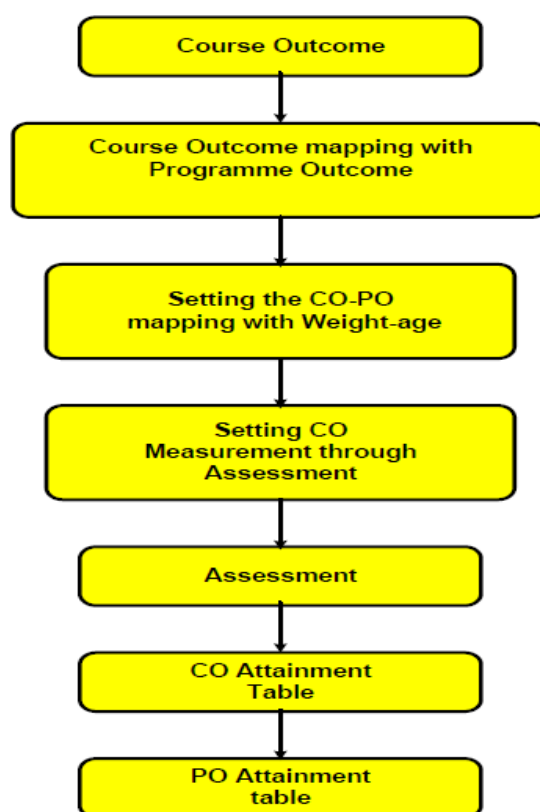 Course Outcome
Course Outcome mapping with
Programme Outcome
Setting the CO-PO
mapping with Weight-age
Setting CO
Measurement through
Assessment
Assessment
CO Attainment
Table
PO Attainment
table